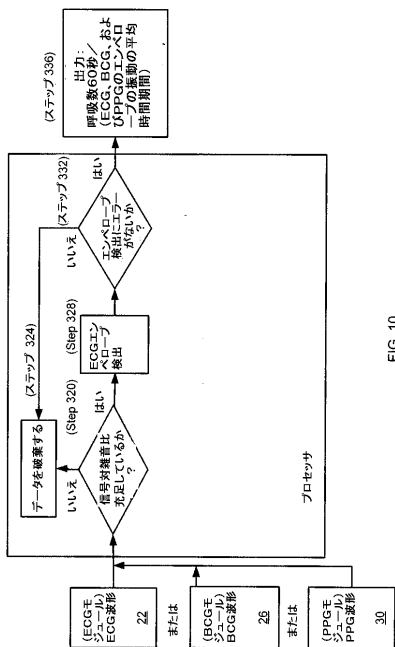 (ECGモ
ジュール)
ECG波形
22
または
(BCGモ
ジュール)
BCG波形
26
または
(PPGモ
ジュール)
PPG波形
30
プロセッサ
信号対雑音比
充足しているか
?
(Step 320)
いいえ
はい
データを破棄する
(ステップ 324)
ECGエン
ベロープ
検出
(Step 328)
エンベロープ
検出にエラー
がないか
?
(ステップ 332)
いいえ
はい
(ステップ 336)
出力:
呼吸数60秒/
(ECG、BCG、およ
びPPGのエンベロ
ープの振動の平均
時間期間)
FIG. 10